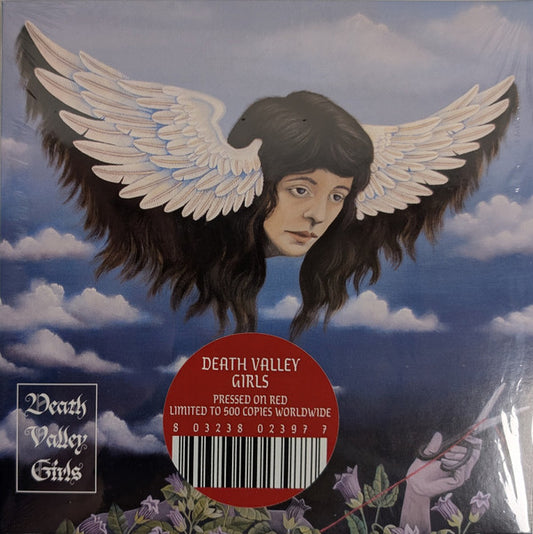 DEATH VALLEY
GIRLS
PRESSED ON RED
LIMITED TO 500 COPIES WORLDWIDE
8 03238 02397 7
Death
Valley
Girls